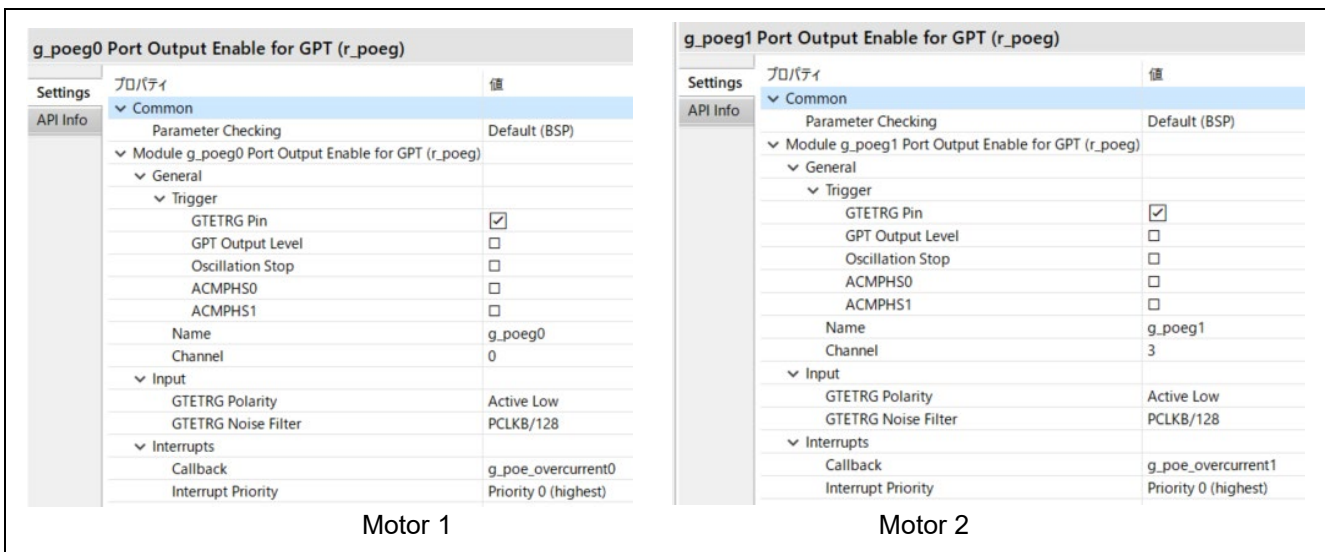 g_poeg0 Port Output Enable for GPT (r_poeg)
Settings
API Info
プロパティ 値
Common
Parameter Checking Default (BSP)
Module g_poeg0 Port Output Enable for GPT (r_poeg)
General
Trigger
GTETRG Pin
GPT Output Level
Oscillation Stop
ACMPHS0
ACMPHS1
Name g_poeg0
Channel 0
Input
GTETRG Polarity Active Low
GTETRG Noise Filter PCLKB/128
Interrupts
Callback g_poe_overcurrent0
Interrupt Priority Priority 0 (highest)
Motor 1
g_poeg1 Port Output Enable for GPT (r_poeg)
Settings
API Info
プロパティ 値
Common
Parameter Checking Default (BSP)
Module g_poeg1 Port Output Enable for GPT (r_poeg)
General
Trigger
GTETRG Pin
GPT Output Level
Oscillation Stop
ACMPHS0
ACMPHS1
Name g_poeg1
Channel 3
Input
GTETRG Polarity Active Low
GTETRG Noise Filter PCLKB/128
Interrupts
Callback g_poe_overcurrent1
Interrupt Priority Priority 0 (highest)
Motor 2